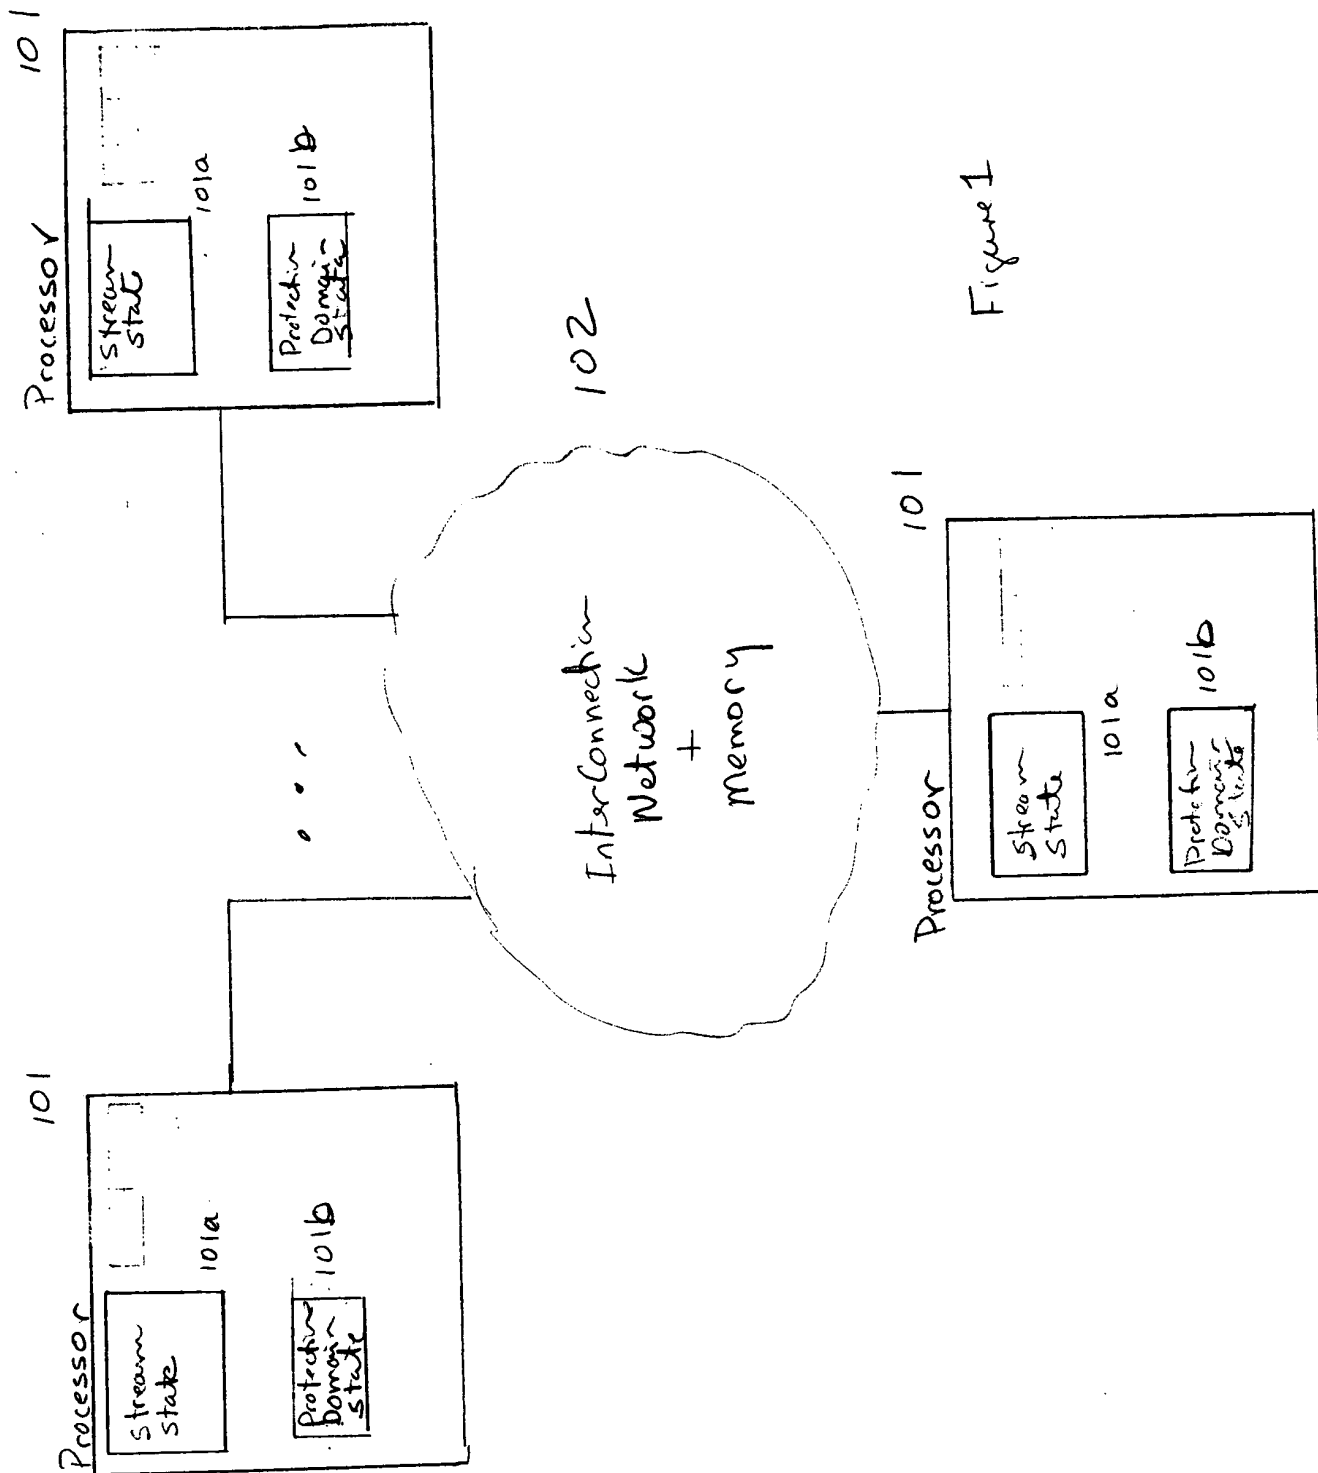 Processor
101
Stream
State
101a
Protection
Domain
State
101b
Processor
101
Stream
State
101a
Protection
Domain
State
101b
InterConnection
Network
+
Memory
102
Processor
101
Stream
State
101a
Protection
Domain
State
101b
Figure 1